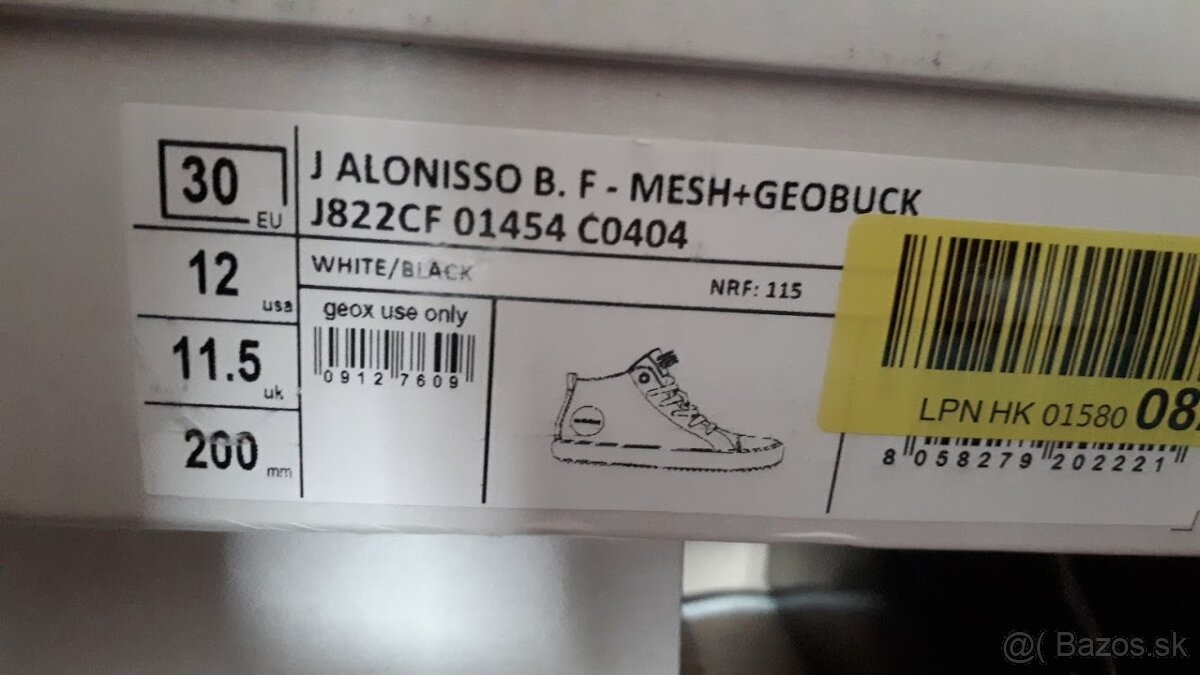 30 EU
12 usa
11.5 uk
200 mm
J ALONISSO B. F - MESH+GEOBUCK
J822CF 01454 C0404
WHITE/BLACK
NRF: 115
geox use only
0912 7609
LPN HK 01580 08
8 058279 202221
@( Bazos.sk